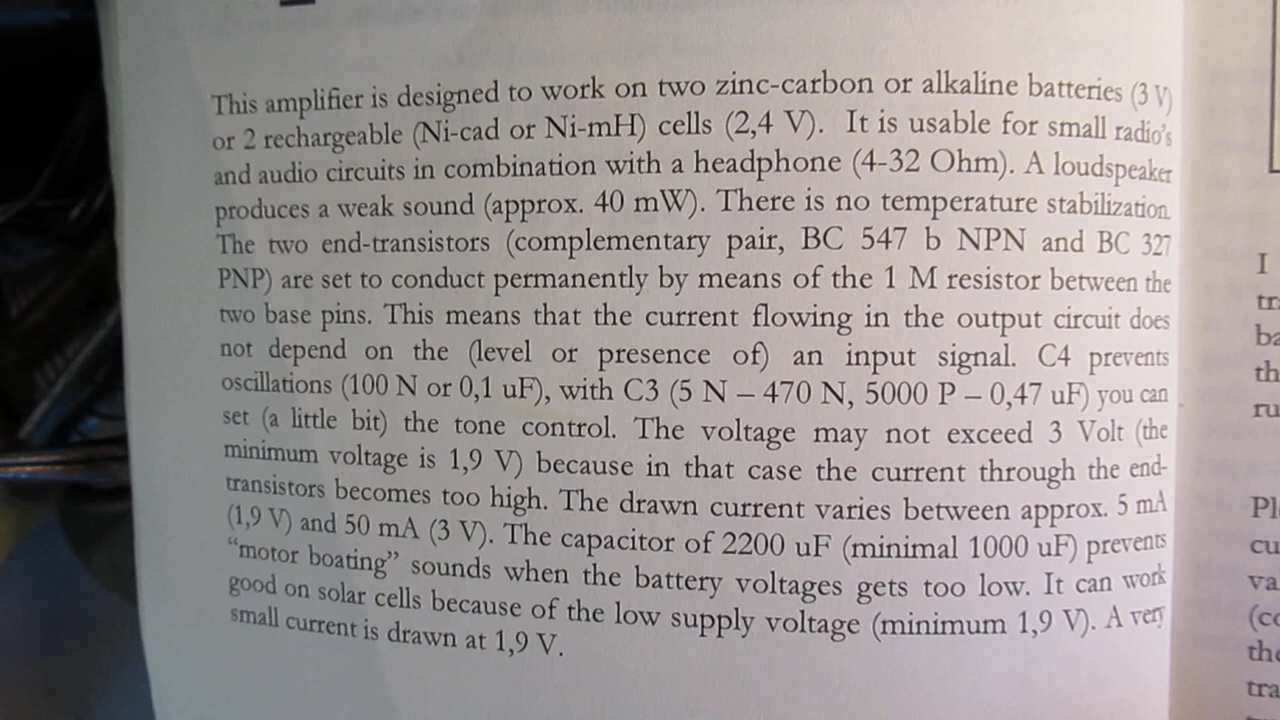 This amplifier is designed to work on two zinc-carbon or alkaline batteries (3 V)
or 2 rechargeable (Ni-cad or Ni-mH) cells (2,4 V). It is usable for small radio's
and audio circuits in combination with a headphone (4-32 Ohm). A loudspeaker
produces a weak sound (approx. 40 mW). There is no temperature stabilization.
The two end-transistors (complementary pair, BC 547 b NPN and BC 327
PNP) are set to conduct permanently by means of the 1 M resistor between the
two base pins. This means that the current flowing in the output circuit does
not depend on the (level or presence of) an input signal. C4 prevents
oscillations (100 N or 0,1 uF), with C3 (5 N – 470 N, 5000 P – 0,47 uF) you can
set (a little bit) the tone control. The voltage may not exceed 3 Volt (the
minimum voltage is 1,9 V) because in that case the current through the end-
transistors becomes too high. The drawn current varies between approx. 5 mA
(1,9 V) and 50 mA (3 V). The capacitor of 2200 uF (minimal 1000 uF) prevents
“motor boating” sounds when the battery voltages gets too low. It can work
good on solar cells because of the low supply voltage (minimum 1,9 V). A very
small current is drawn at 1,9 V.
I